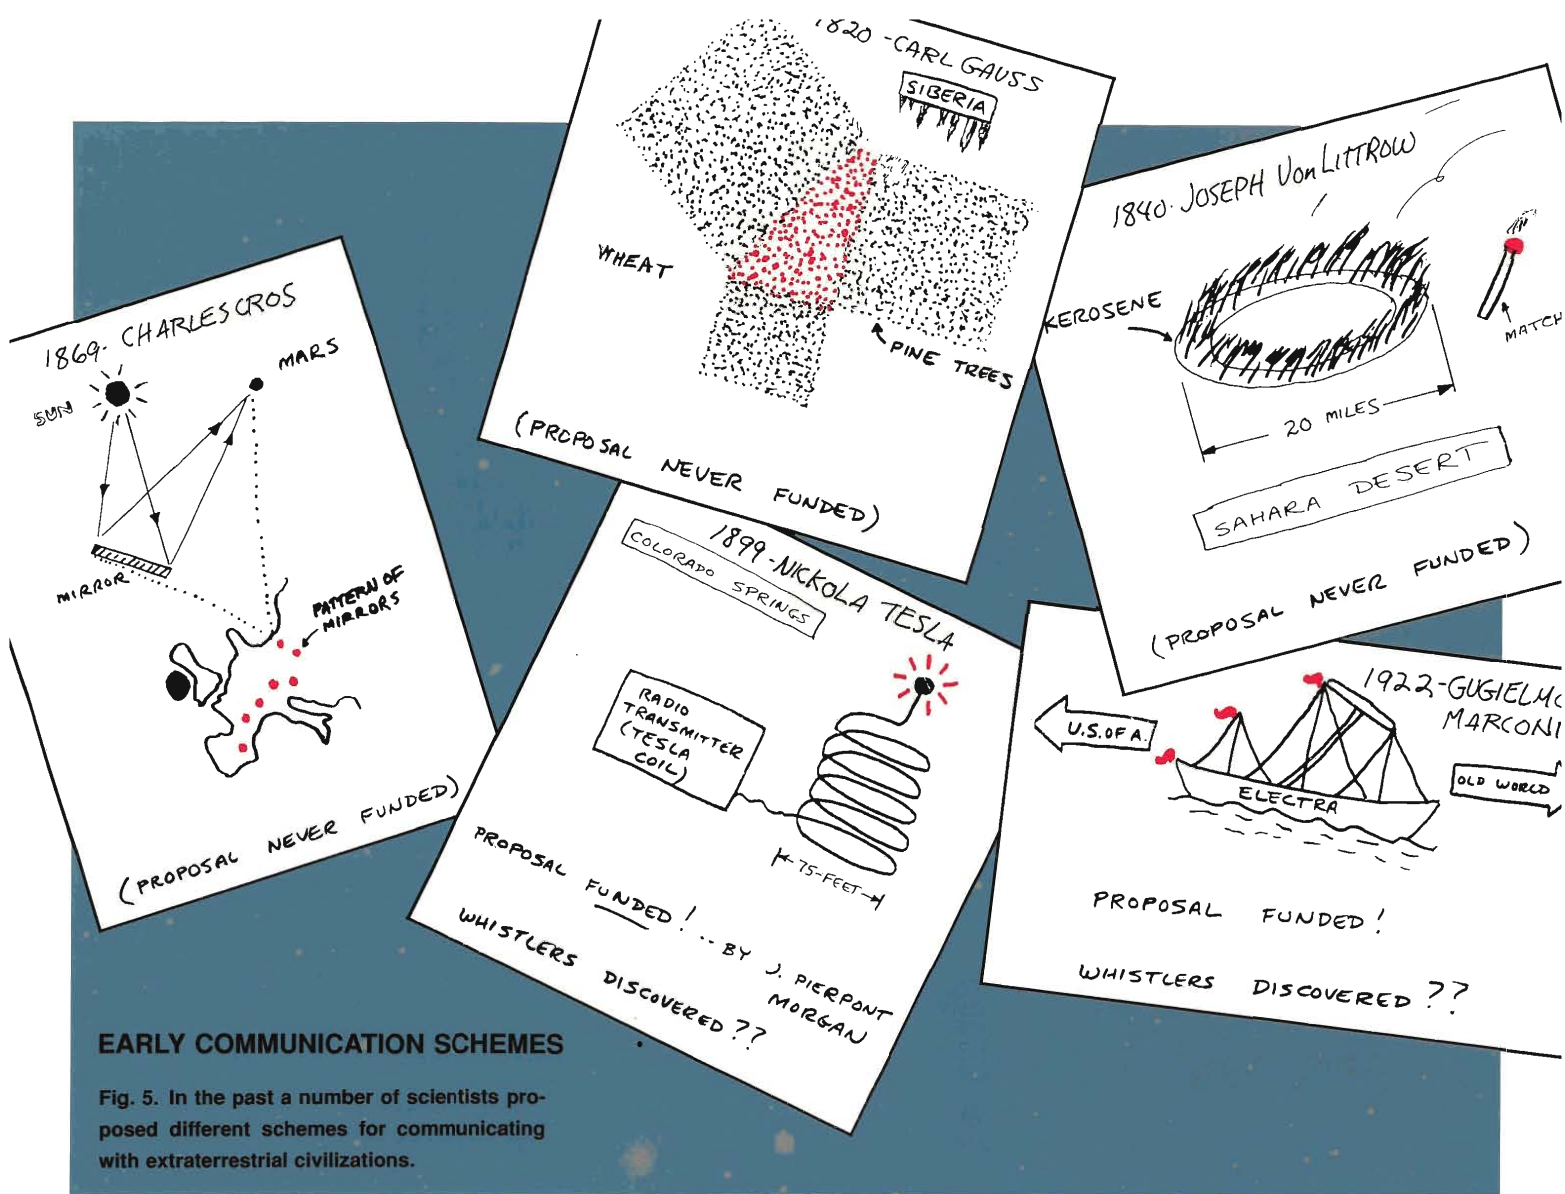 1820 - CARL GAUSS
SIBERIA
WHEAT
PINE TREES
(PROPOSAL NEVER FUNDED)
1840. JOSEPH Von LITTROW
KEROSENE
MATCH
20 MILES
SAHARA DESERT
(PROPOSAL NEVER FUNDED)
1869- CHARLES CROS
SUN
MARS
MIRROR
PATTERN OF
MIRRORS
(PROPOSAL NEVER FUNDED)
1899-NICKOLA TESLA
COLORADO SPRINGS
RADIO
TRANSMITTER
(TESLA
COIL)
75-FEET
PROPOSAL FUNDED! .. BY J. PIERPONT
MORGAN
WHISTLERS DISCOVERED??
1922-GUGIELMO
MARCONI
U.S.OF A.
OLD WORLD
ELECTRA
PROPOSAL FUNDED!
WHISTLERS DISCOVERED??
EARLY COMMUNICATION SCHEMES
Fig. 5. In the past a number of scientists pro-
posed different schemes for communicating
with extraterrestrial civilizations.